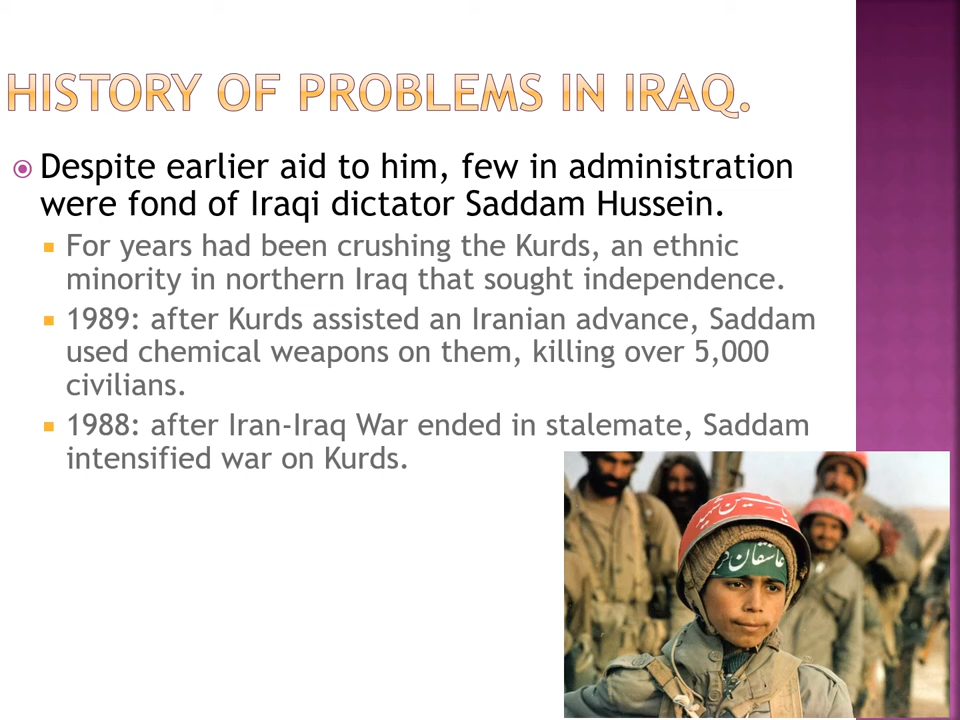 HISTORY OF PROBLEMS IN IRAQ.
Despite earlier aid to him, few in administration
were fond of Iraqi dictator Saddam Hussein.
For years had been crushing the Kurds, an ethnic
minority in northern Iraq that sought independence.
1989: after Kurds assisted an Iranian advance, Saddam
used chemical weapons on them, killing over 5,000
civilians.
1988: after Iran-Iraq War ended in stalemate, Saddam
intensified war on Kurds.
عاشقان